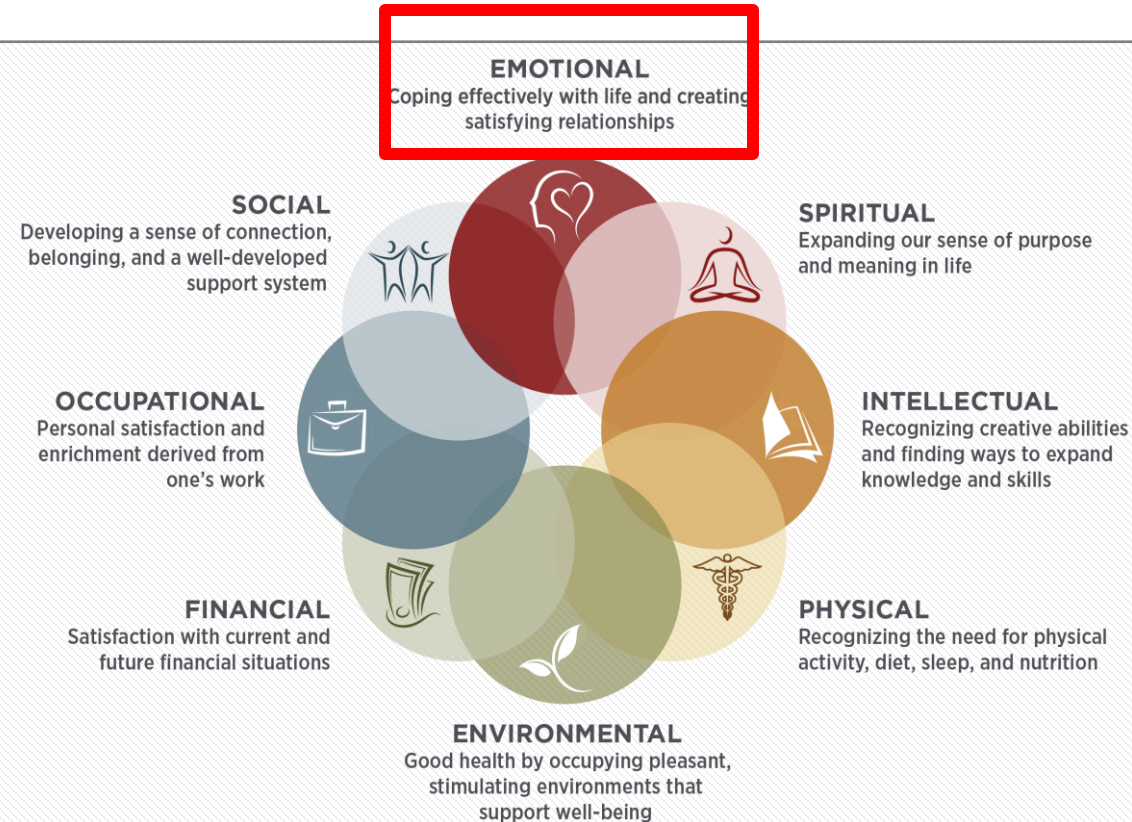 EMOTIONAL
Coping effectively with life and creating
satisfying relationships
SOCIAL
Developing a sense of connection,
belonging, and a well-developed
support system
SPIRITUAL
Expanding our sense of purpose
and meaning in life
OCCUPATIONAL
Personal satisfaction and
enrichment derived from
one’s work
INTELLECTUAL
Recognizing creative abilities
and finding ways to expand
knowledge and skills
FINANCIAL
Satisfaction with current and
future financial situations
PHYSICAL
Recognizing the need for physical
activity, diet, sleep, and nutrition
ENVIRONMENTAL
Good health by occupying pleasant,
stimulating environments that
support well-being